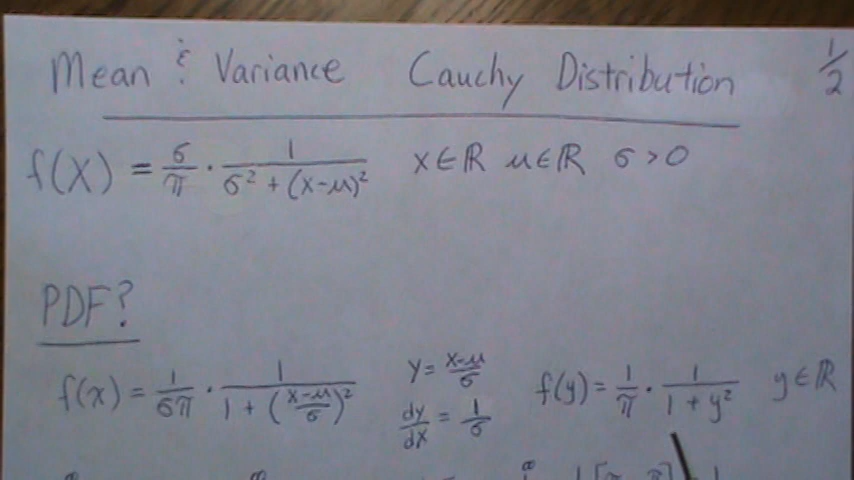 Mean & Variance Cauchy Distribution 1/2
f(X) = σ/π · 1/(σ² + (x-μ)²) x∈ℝ μ∈ℝ σ>0
PDF?
f(x) = 1/(σπ) · 1/(1 + ((x-μ)/σ)²) y = (x-μ)/σ dy/dx = 1/σ f(y) = 1/π · 1/(1 + y²) y∈ℝ